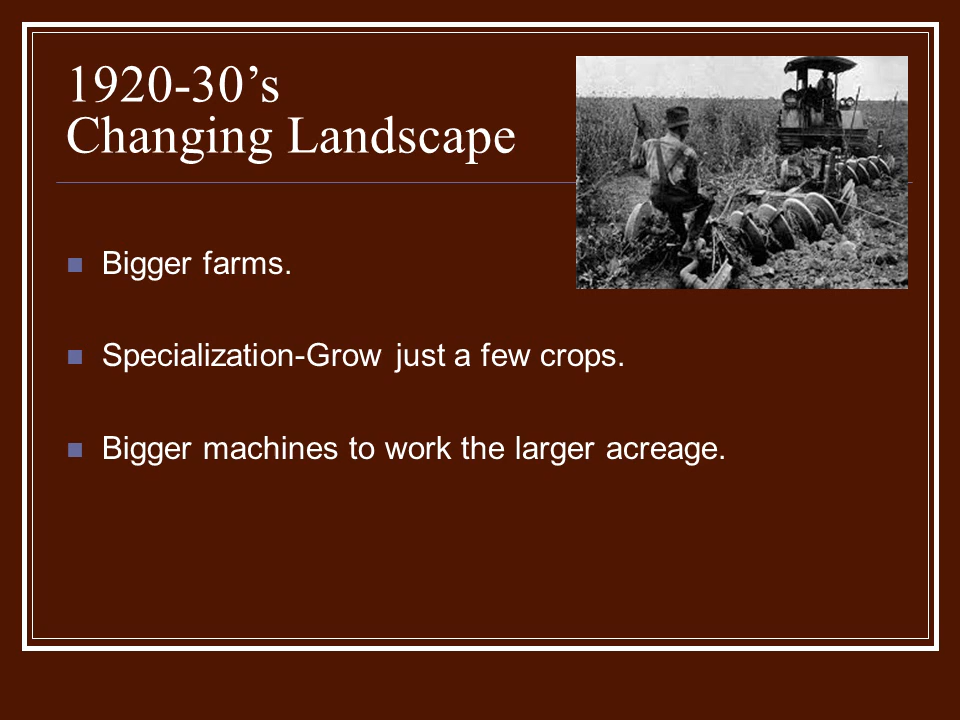 1920-30’s
Changing Landscape
Bigger farms.
Specialization-Grow just a few crops.
Bigger machines to work the larger acreage.